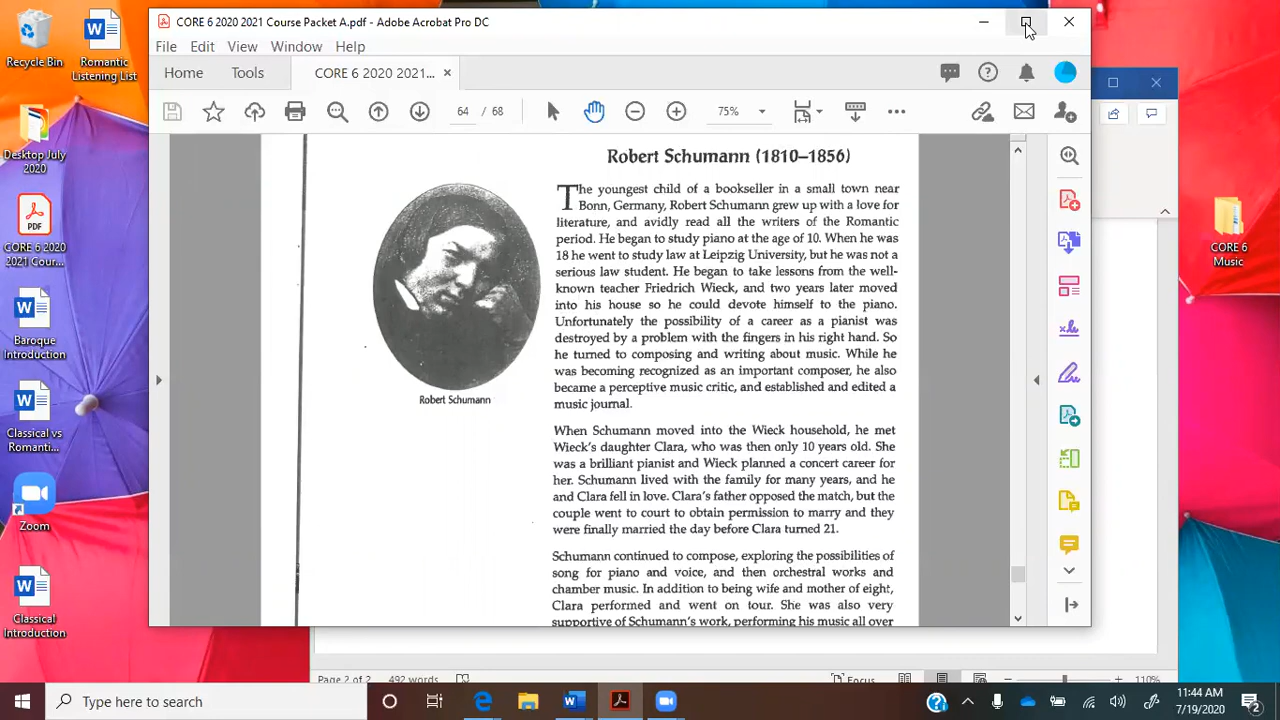 CORE 6 2020 2021 Course Packet A.pdf - Adobe Acrobat Pro DC
File Edit View Window Help
Home Tools CORE 6 2020 2021... ×
64 / 68 75%
Robert Schumann (1810–1856)
The youngest child of a bookseller in a small town near
Bonn, Germany, Robert Schumann grew up with a love for
literature, and avidly read all the writers of the Romantic
period. He began to study piano at the age of 10. When he was
18 he went to study law at Leipzig University, but he was not a
serious law student. He began to take lessons from the well-
known teacher Friedrich Wieck, and two years later moved
into his house so he could devote himself to the piano.
Unfortunately the possibility of a career as a pianist was
destroyed by a problem with the fingers in his right hand. So
he turned to composing and writing about music. While he
was becoming recognized as an important composer, he also
became a perceptive music critic, and established and edited a
music journal.
Robert Schumann
When Schumann moved into the Wieck household, he met
Wieck's daughter Clara, who was then only 10 years old. She
was a brilliant pianist and Wieck planned a concert career for
her. Schumann lived with the family for many years, and he
and Clara fell in love. Clara's father opposed the match, but the
couple went to court to obtain permission to marry and they
were finally married the day before Clara turned 21.
Schumann continued to compose, exploring the possibilities of
song for piano and voice, and then orchestral works and
chamber music. In addition to being wife and mother of eight,
Clara performed and went on tour. She was also very
supportive of Schumann's work, performing his music all over
Recycle Bin
Romantic
Listening List
Desktop July
2020
PDF
CORE 6 2020
2021 Cour...
Baroque
Introduction
Classical vs
Romanti...
Zoom
Classical
Introduction
CORE 6
Music
Page 2 of 2 492 words Focus 110%
Type here to search
11:44 AM
7/19/2020
2